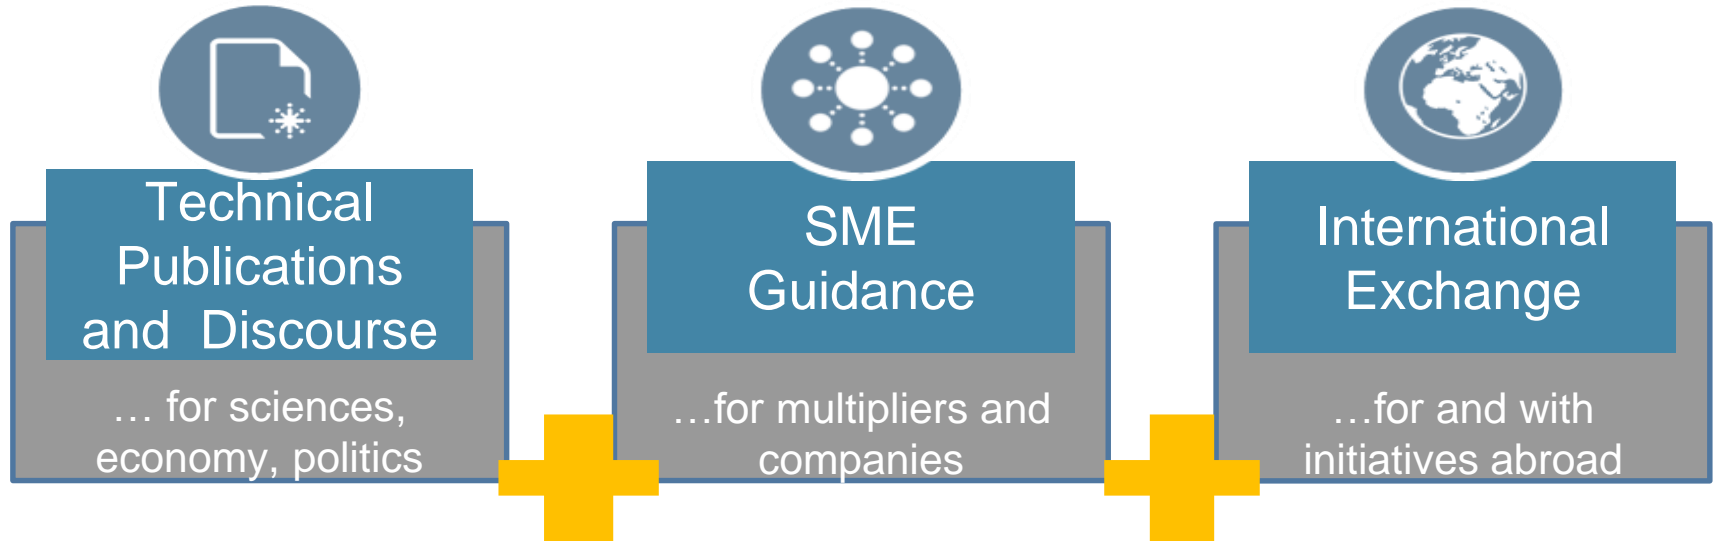 Technical
Publications
and Discourse
… for sciences,
economy, politics
SME
Guidance
…for multipliers and
companies
International
Exchange
…for and with
initiatives abroad